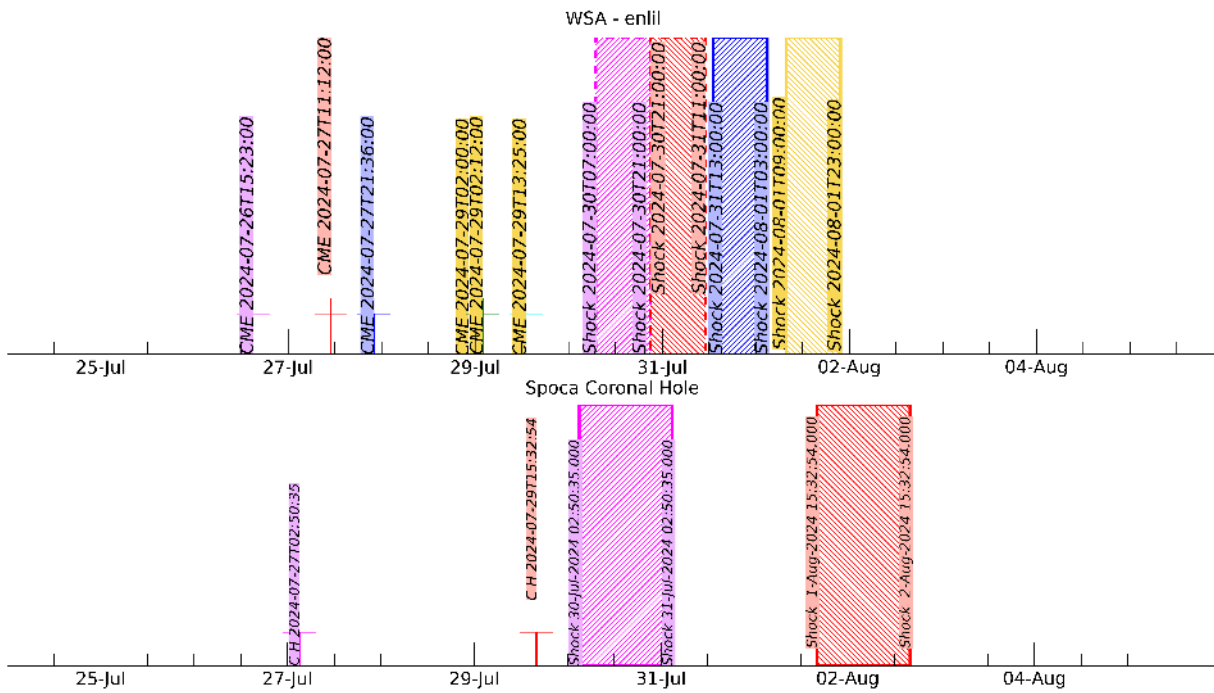 WSA - enlil
CME 2024-07-26T15:23:00
CME 2024-07-27T11:12:00
CME 2024-07-27T21:36:00
CME 2024-07-29T02:00:00
CME 2024-07-29T02:12:00
CME 2024-07-29T13:25:00
Shock 2024-07-30T07:00:00
Shock 2024-07-30T21:00:00
Shock 2024-07-30T21:00:00
Shock 2024-07-31T11:00:00
Shock 2024-07-31T13:00:00
Shock 2024-08-01T03:00:00
Shock 2024-08-01T09:00:00
Shock 2024-08-01T23:00:00
25-Jul
27-Jul
29-Jul
31-Jul
02-Aug
04-Aug
Spoca Coronal Hole
C H 2024-07-27T02:50:35
C H 2024-07-29T15:32:54
Shock 30-Jul-2024 02:50:35.000
Shock 31-Jul-2024 02:50:35.000
Shock 1-Aug-2024 15:32:54.000
Shock 2-Aug-2024 15:32:54.000
25-Jul
27-Jul
29-Jul
31-Jul
02-Aug
04-Aug